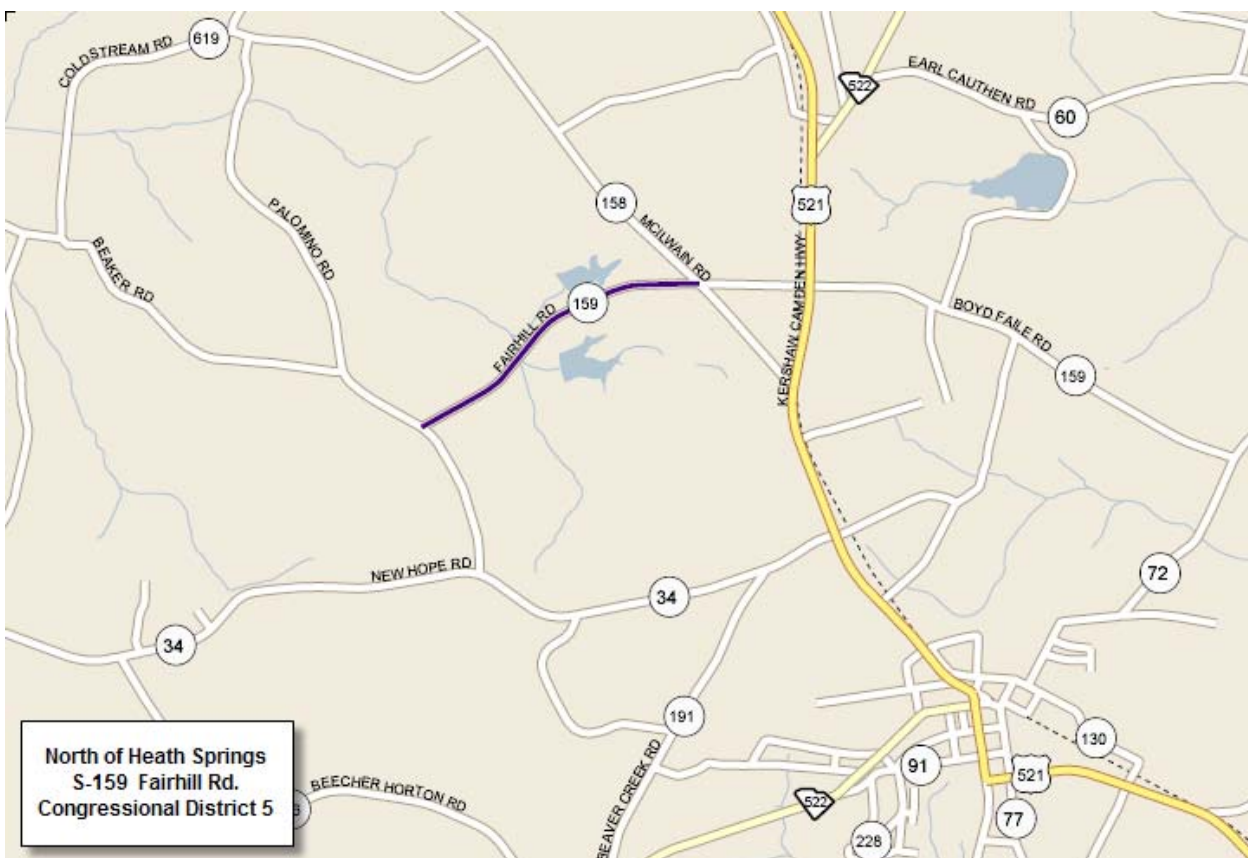 COLDSTREAM RD
619
522
EARL CAUTHEN RD
60
158
521
PALOMINO RD
MCILWAIN RD
BEAKER RD
KERSHAW CAMDEN HWY
159
FAIRHILL RD
BOYD FAILE RD
159
NEW HOPE RD
72
34
34
191
130
91
521
BEAVER CREEK RD
BEECHER HORTON RD
522
77
228
North of Heath Springs
S-159 Fairhill Rd.
Congressional District 5